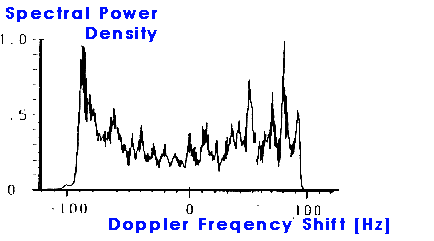 Spectral Power
Density
1.0
.5
0
-100 0 100
Doppler Freqency Shift [Hz]